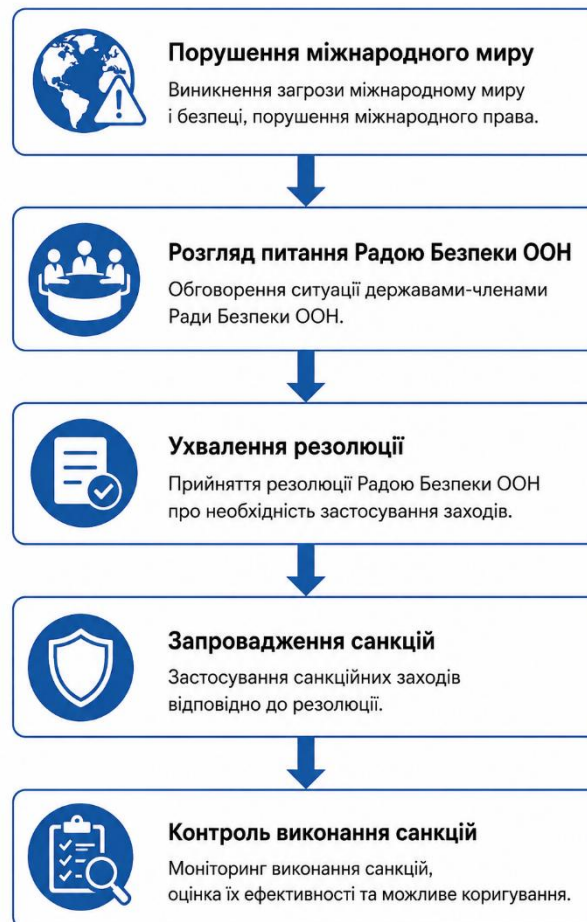 Порушення міжнародного миру
Виникнення загрози міжнародному миру
і безпеці, порушення міжнародного права.
Розгляд питання Радою Безпеки ООН
Обговорення ситуації державами-членами
Ради Безпеки ООН.
Ухвалення резолюції
Прийняття резолюції Радою Безпеки ООН
про необхідність застосування заходів.
Запровадження санкцій
Застосування санкційних заходів
відповідно до резолюції.
Контроль виконання санкцій
Моніторинг виконання санкцій,
оцінка їх ефективності та можливе коригування.